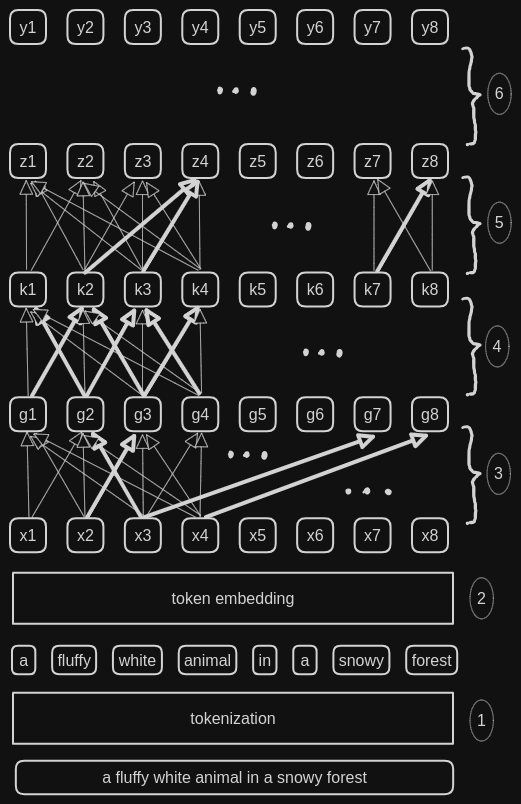 y1 y2 y3 y4 y5 y6 y7 y8
6
z1 z2 z3 z4 z5 z6 z7 z8
5
k1 k2 k3 k4 k5 k6 k7 k8
4
g1 g2 g3 g4 g5 g6 g7 g8
3
x1 x2 x3 x4 x5 x6 x7 x8
token embedding 2
a fluffy white animal in a snowy forest
tokenization 1
a fluffy white animal in a snowy forest